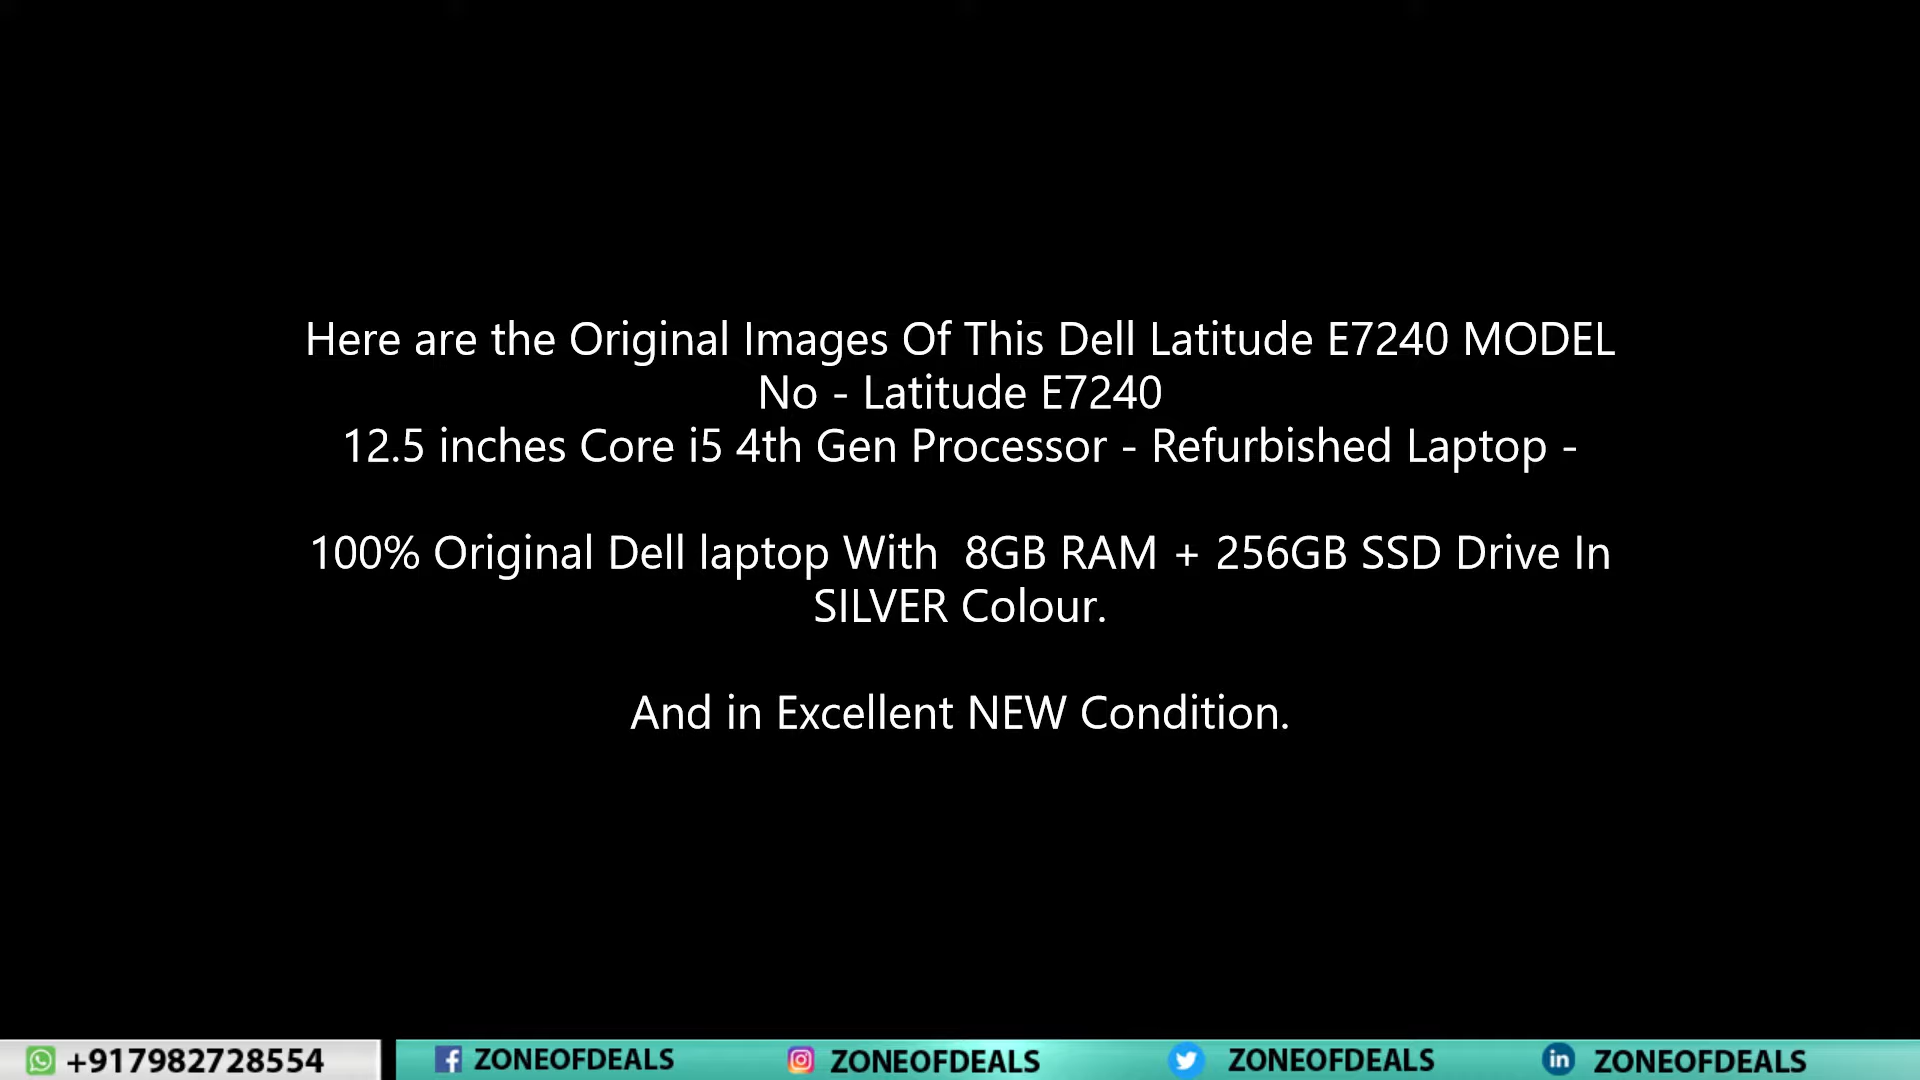 Here are the Original Images Of This Dell Latitude E7240 MODEL
No - Latitude E7240
12.5 inches Core i5 4th Gen Processor - Refurbished Laptop -
100% Original Dell laptop With  8GB RAM + 256GB SSD Drive In
SILVER Colour.
And in Excellent NEW Condition.
+917982728554 ZONEOFDEALS ZONEOFDEALS ZONEOFDEALS in ZONEOFDEALS